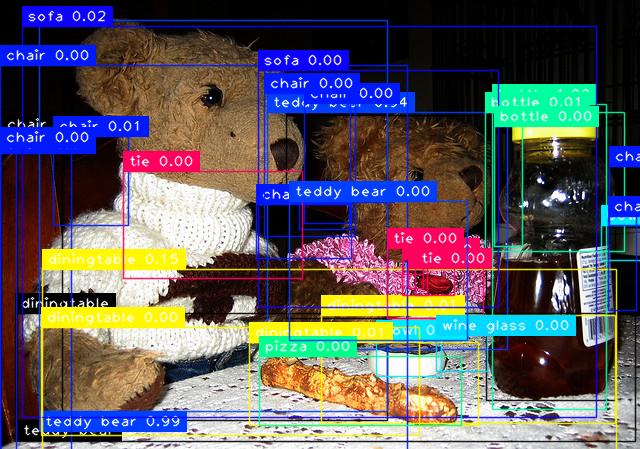 sofa 0.02
chair 0.00
sofa 0.00
chair 0.00
chair 0.00
teddy bear 0.94
bottle 0.01
bottle 0.00
chair
chair 0.01
chair 0.00
tie 0.00
cha
cha
teddy bear 0.00
cha
tie 0.00
tie 0.00
diningtable 0.15
diningtable
diningtable 0.01
diningtable 0.00
diningtable 0.01
owl 0
wine glass 0.00
pizza 0.00
teddy bear 0.99
teddy bear